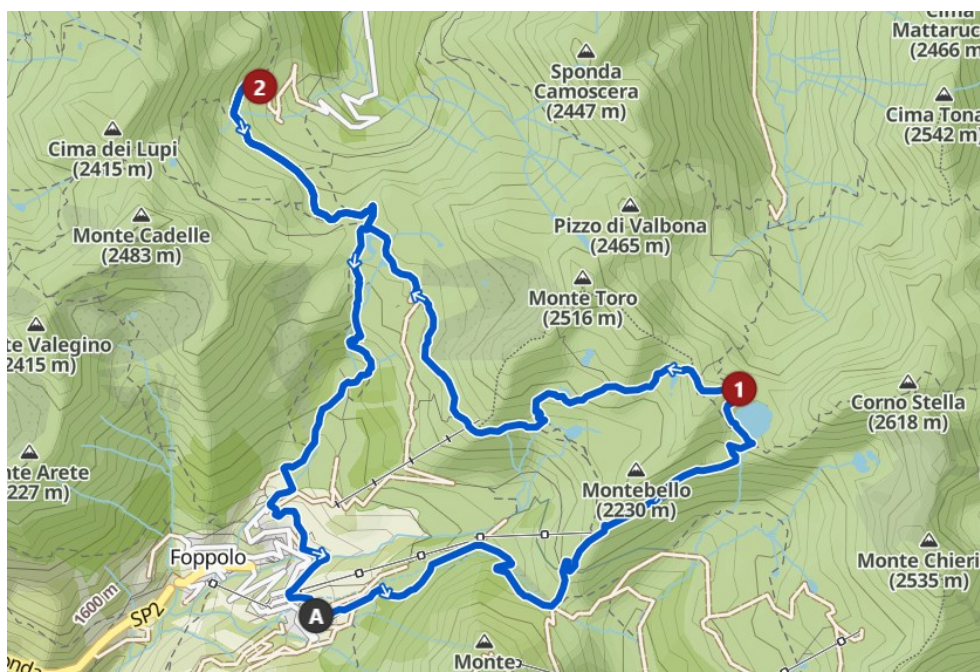 Cima
Mattaruc
(2466 m)
Sponda
Camoscera
(2447 m)
2
Cima Tona
(2542 m)
Cima dei Lupi
(2415 m)
Monte Cadelle
(2483 m)
Pizzo di Valbona
(2465 m)
Monte Toro
(2516 m)
te Valegino
2415 m)
1
Corno Stella
(2618 m)
nte Arete
227 m)
Montebello
(2230 m)
Foppolo
Monte Chieri
(2535 m)
1600 m
SP2
A
onda
Monte